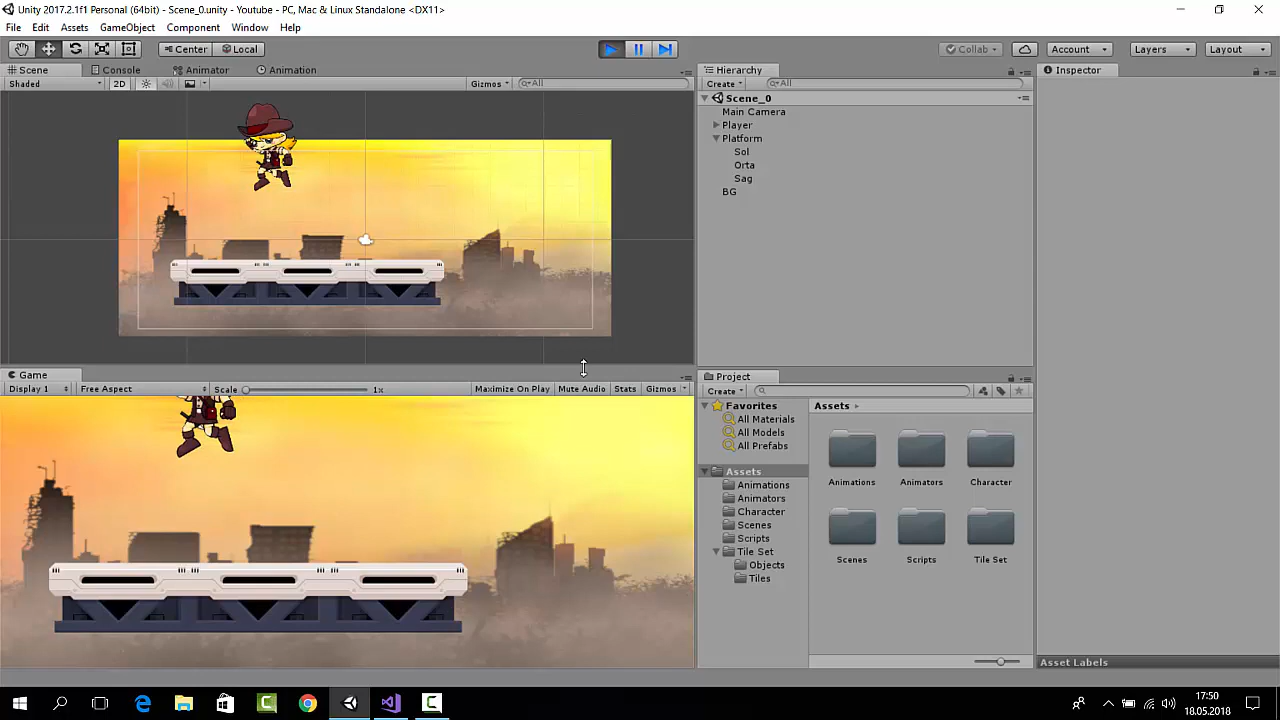 Unity 2017.2.1f1 Personal (64bit) - Scene_0.unity - Youtube - PC, Mac & Linux Standalone <DX11>
File Edit Assets GameObject Component Window Help
Center Local Collab Account Layers Layout
Scene Console Animator Animation
Shaded 2D Gizmos All
Hierarchy
Create All
Scene_0
Main Camera
Player
Platform
Sol
Orta
Sag
BG
Inspector
Game
Display 1 Free Aspect Scale 1x Maximize On Play Mute Audio Stats Gizmos
Project
Create
Favorites
All Materials
All Models
All Prefabs
Assets
Animations
Animators
Character
Scenes
Scripts
Tile Set
Objects
Tiles
Assets
Animations Animators Character
Scenes Scripts Tile Set
Asset Labels
17:50
18.05.2018